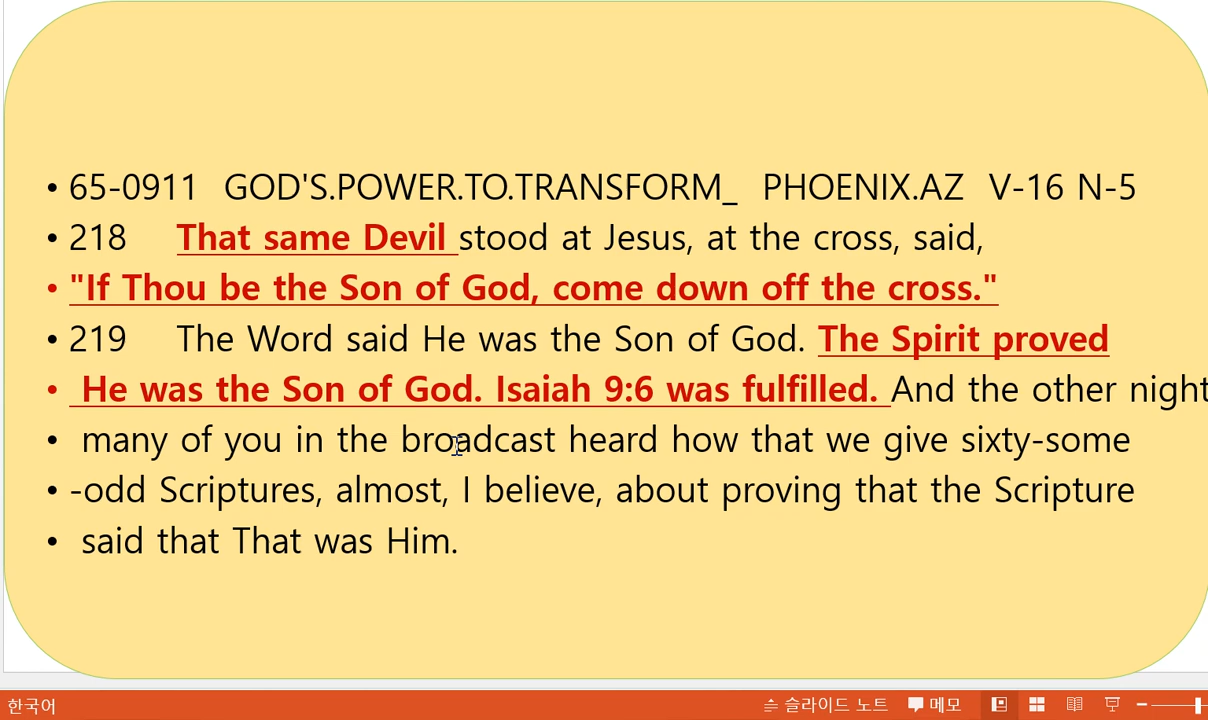 • 65-0911 GOD'S.POWER.TO.TRANSFORM_ PHOENIX.AZ V-16 N-5
• 218 That same Devil stood at Jesus, at the cross, said,
• "If Thou be the Son of God, come down off the cross."
• 219 The Word said He was the Son of God. The Spirit proved
• He was the Son of God. Isaiah 9:6 was fulfilled. And the other night
• many of you in the broadcast heard how that we give sixty-some
• -odd Scriptures, almost, I believe, about proving that the Scripture
• said that That was Him.
한국어 슬라이드 노트 메모